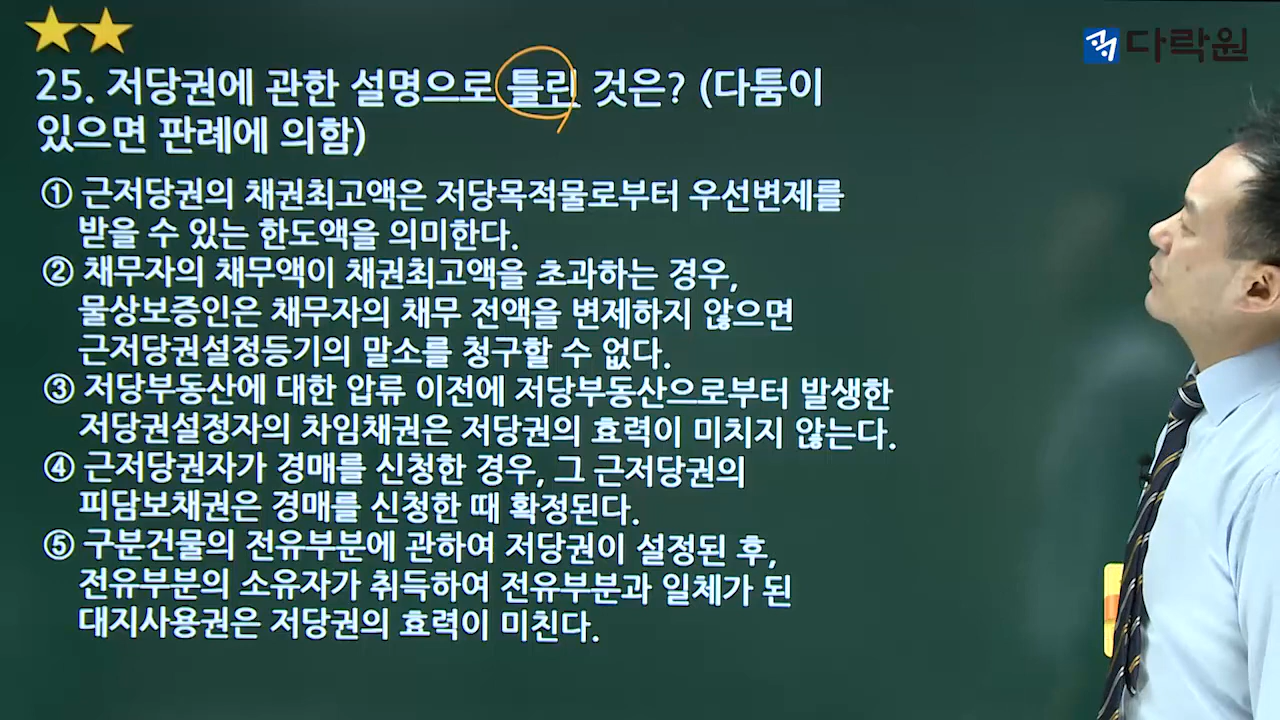 다락원
25. 저당권에 관한 설명으로 틀린 것은? (다툼이
있으면 판례에 의함)
① 근저당권의 채권최고액은 저당목적물로부터 우선변제를
받을 수 있는 한도액을 의미한다.
② 채무자의 채무액이 채권최고액을 초과하는 경우,
물상보증인은 채무자의 채무 전액을 변제하지 않으면
근저당권설정등기의 말소를 청구할 수 없다.
③ 저당부동산에 대한 압류 이전에 저당부동산으로부터 발생한
저당권설정자의 차임채권은 저당권의 효력이 미치지 않는다.
④ 근저당권자가 경매를 신청한 경우, 그 근저당권의
피담보채권은 경매를 신청한 때 확정된다.
⑤ 구분건물의 전유부분에 관하여 저당권이 설정된 후,
전유부분의 소유자가 취득하여 전유부분과 일체가 된
대지사용권은 저당권의 효력이 미친다.